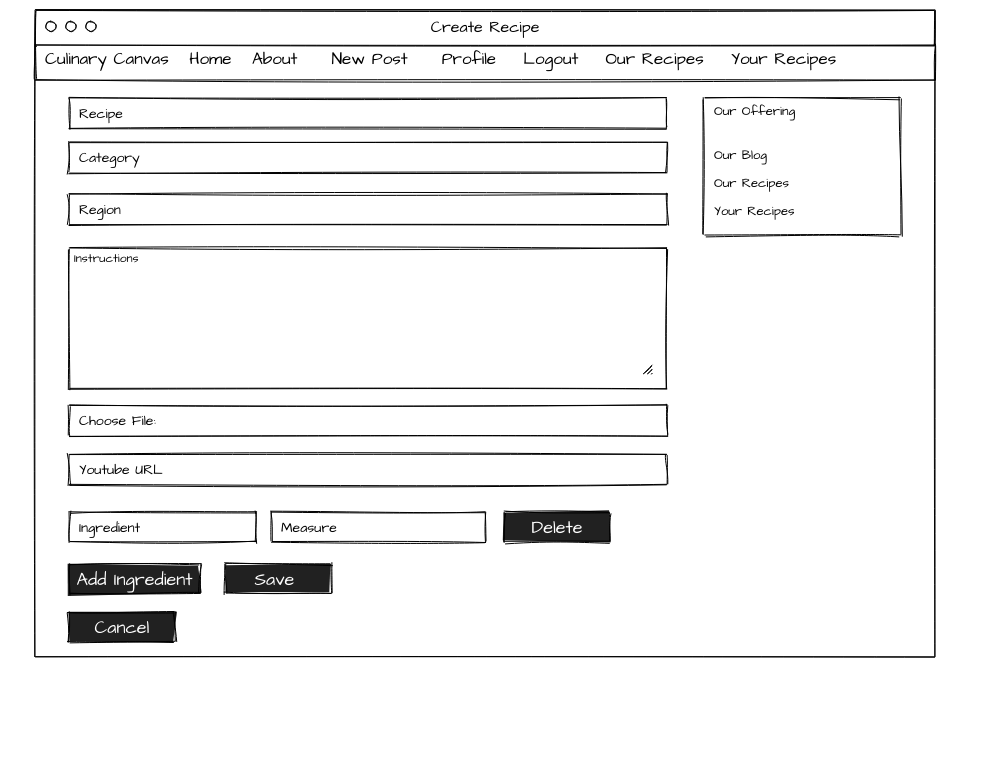 Create Recipe
Culinary Canvas Home About New Post Profile Logout Our Recipes Your Recipes
Recipe
Category
Region
Instructions
Choose File:
Youtube URL
Ingredient Measure Delete
Add Ingredient Save
Cancel
Our Offering
Our Blog
Our Recipes
Your Recipes